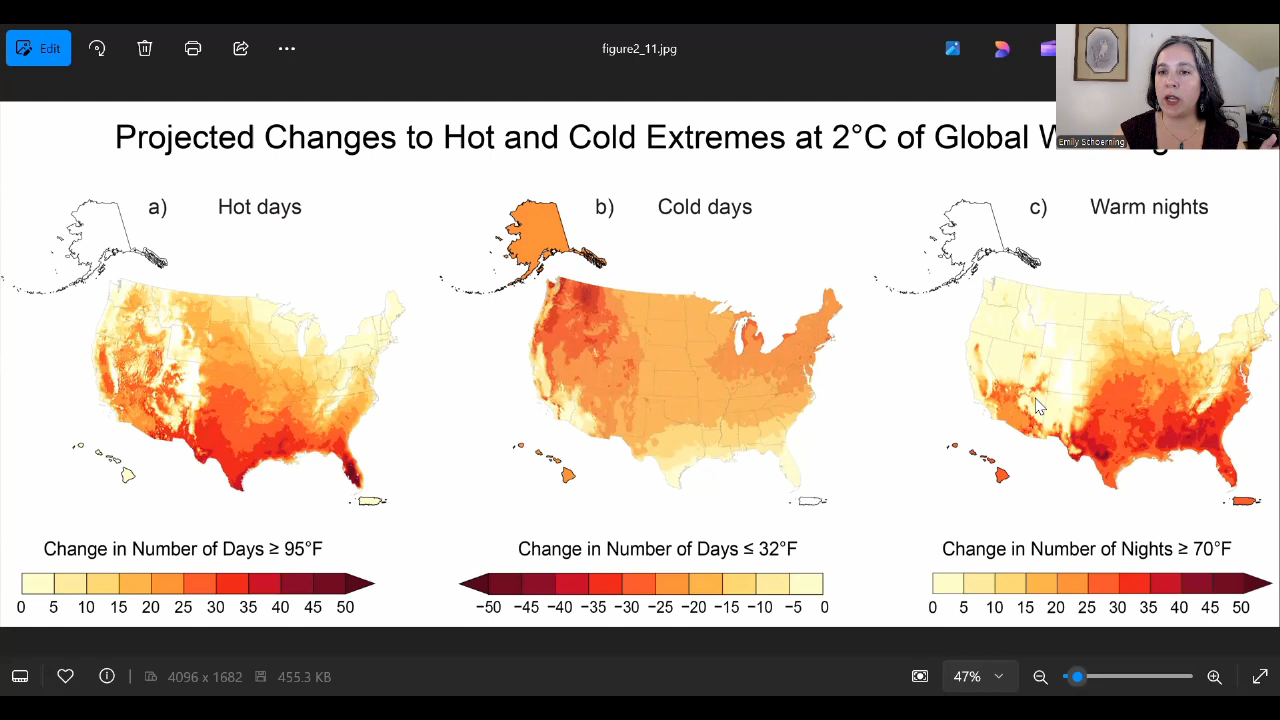 Edit
figure2_11.jpg
Emily Schoerning
Projected Changes to Hot and Cold Extremes at 2°C of Global
a) Hot days
b) Cold days
c) Warm nights
Change in Number of Days ≥ 95°F
0 5 10 15 20 25 30 35 40 45 50
Change in Number of Days ≤ 32°F
−50 −45 −40 −35 −30 −25 −20 −15 −10 −5 0
Change in Number of Nights ≥ 70°F
0 5 10 15 20 25 30 35 40 45 50
4096 x 1682
455.3 KB
47%